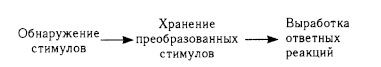 Обнаружение
стимулов
Хранение
преобразованных
стимулов
Выработка
ответных
реакций